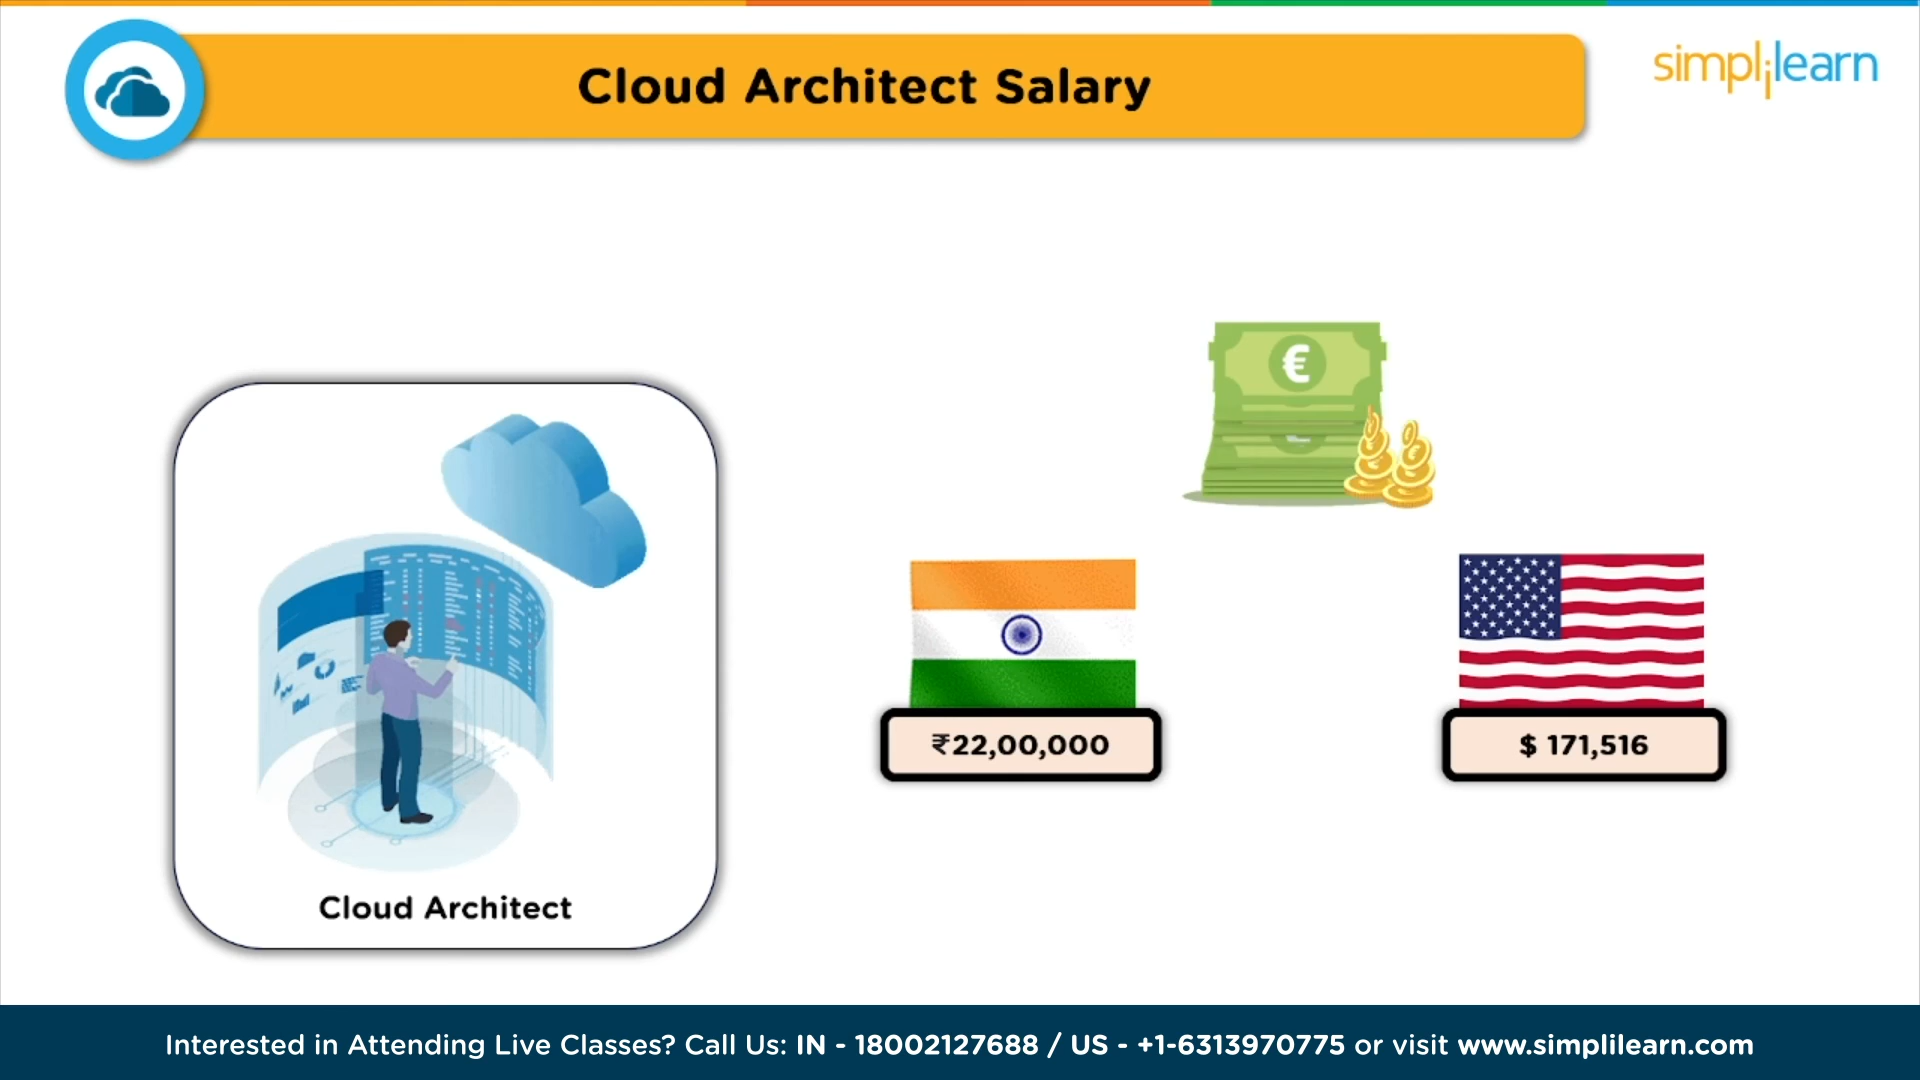 Cloud Architect Salary
simplilearn
€
₹22,00,000
$ 171,516
Cloud Architect
Interested in Attending Live Classes? Call Us: IN - 18002127688 / US - +1-6313970775 or visit www.simplilearn.com